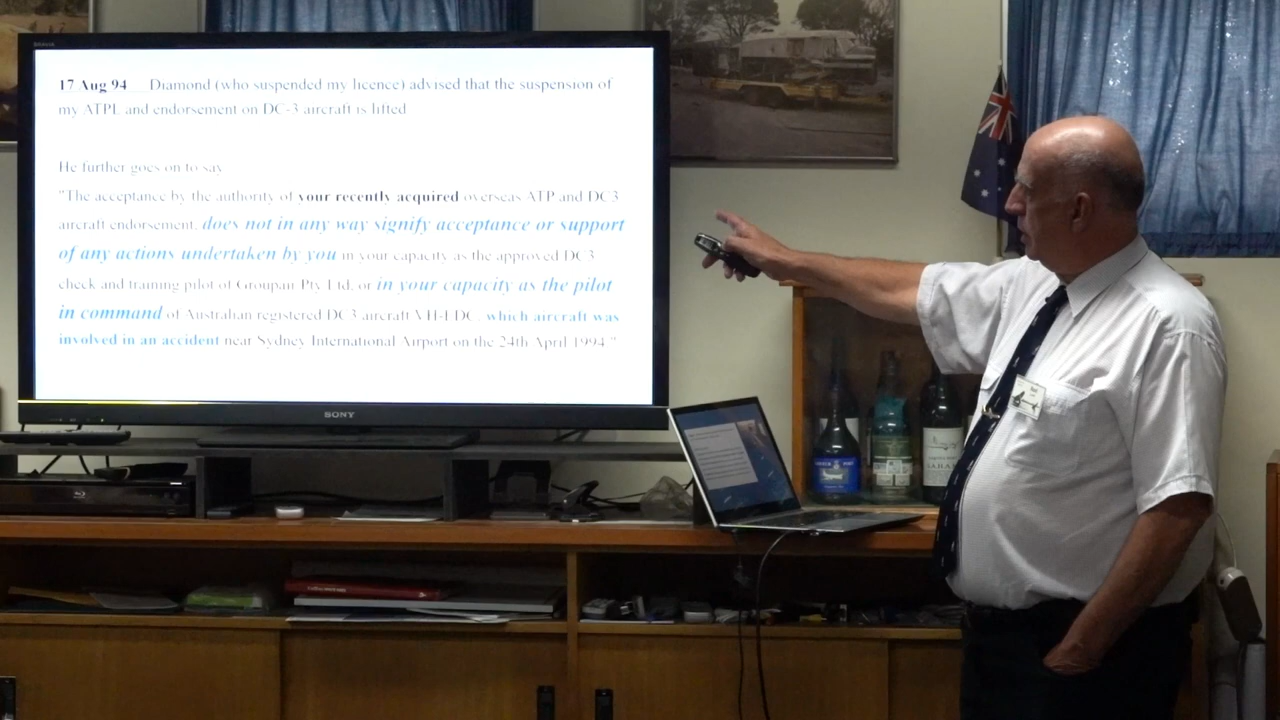 17 Aug 94 Diamond (who suspended my licence) advised that the suspension of
my ATPL and endorsement on DC-3 aircraft is lifted
He further goes on to say
"The acceptance by the authority of your recently acquired overseas ATP and DC3
aircraft endorsement, does not in any way signify acceptance or support
of any actions undertaken by you in your capacity as the approved DC3
check and training pilot of Groupair Pty Ltd, or in your capacity as the pilot
in command of Australian registered DC3 aircraft VH-EDC, which aircraft was
involved in an accident near Sydney International Airport on the 24th April 1994."
SONY